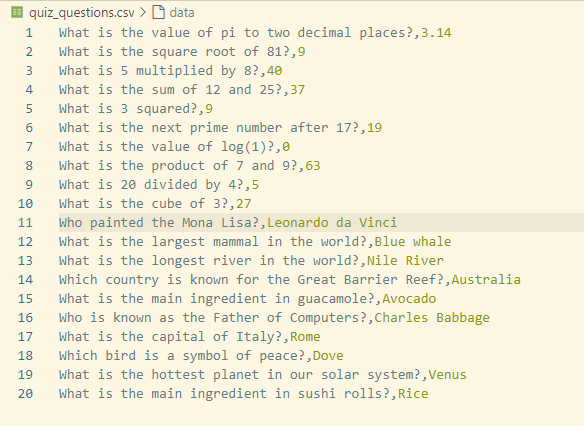 quiz_questions.csv > data
1 What is the value of pi to two decimal places?,3.14
2 What is the square root of 81?,9
3 What is 5 multiplied by 8?,40
4 What is the sum of 12 and 25?,37
5 What is 3 squared?,9
6 What is the next prime number after 17?,19
7 What is the value of log(1)?,0
8 What is the product of 7 and 9?,63
9 What is 20 divided by 4?,5
10 What is the cube of 3?,27
11 Who painted the Mona Lisa?,Leonardo da Vinci
12 What is the largest mammal in the world?,Blue whale
13 What is the longest river in the world?,Nile River
14 Which country is known for the Great Barrier Reef?,Australia
15 What is the main ingredient in guacamole?,Avocado
16 Who is known as the Father of Computers?,Charles Babbage
17 What is the capital of Italy?,Rome
18 Which bird is a symbol of peace?,Dove
19 What is the hottest planet in our solar system?,Venus
20 What is the main ingredient in sushi rolls?,Rice